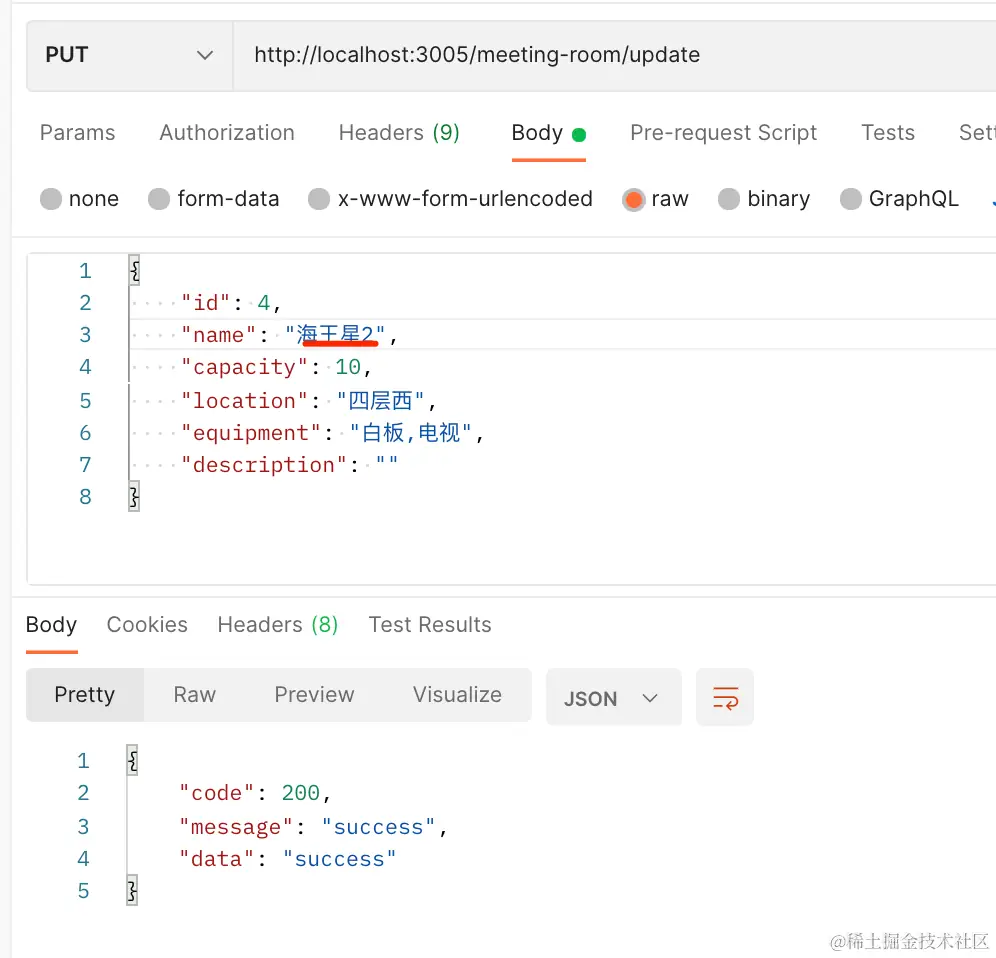 PUT http://localhost:3005/meeting-room/update
Params Authorization Headers (9) Body Pre-request Script Tests Sett
none form-data x-www-form-urlencoded raw binary GraphQL
1 {
2 "id": 4,
3 "name": "海王星2",
4 "capacity": 10,
5 "location": "四层西",
6 "equipment": "白板,电视",
7 "description": ""
8 }
Body Cookies Headers (8) Test Results
Pretty Raw Preview Visualize JSON
1 {
2 "code": 200,
3 "message": "success",
4 "data": "success"
5 }
@稀土掘金技术社区